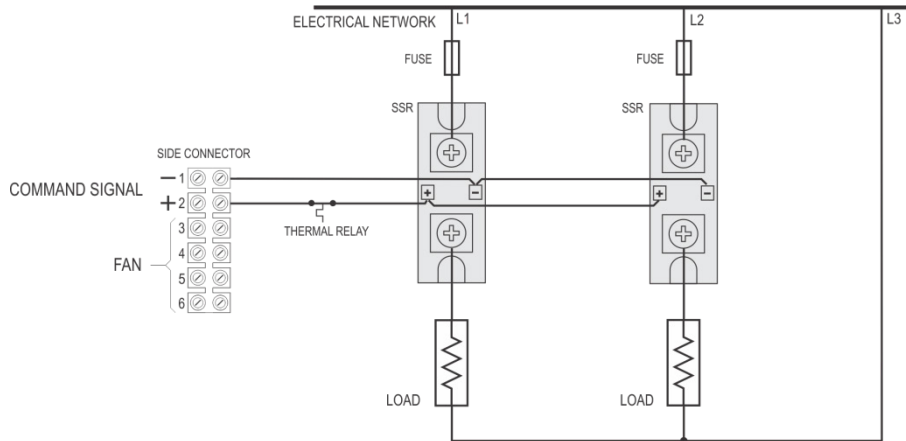 ELECTRICAL NETWORK
L1
L2
L3
FUSE
FUSE
SSR
SSR
SIDE CONNECTOR
COMMAND SIGNAL
− 1
+ 2
3
4
5
6
FAN
THERMAL RELAY
+ -
+ -
LOAD
LOAD